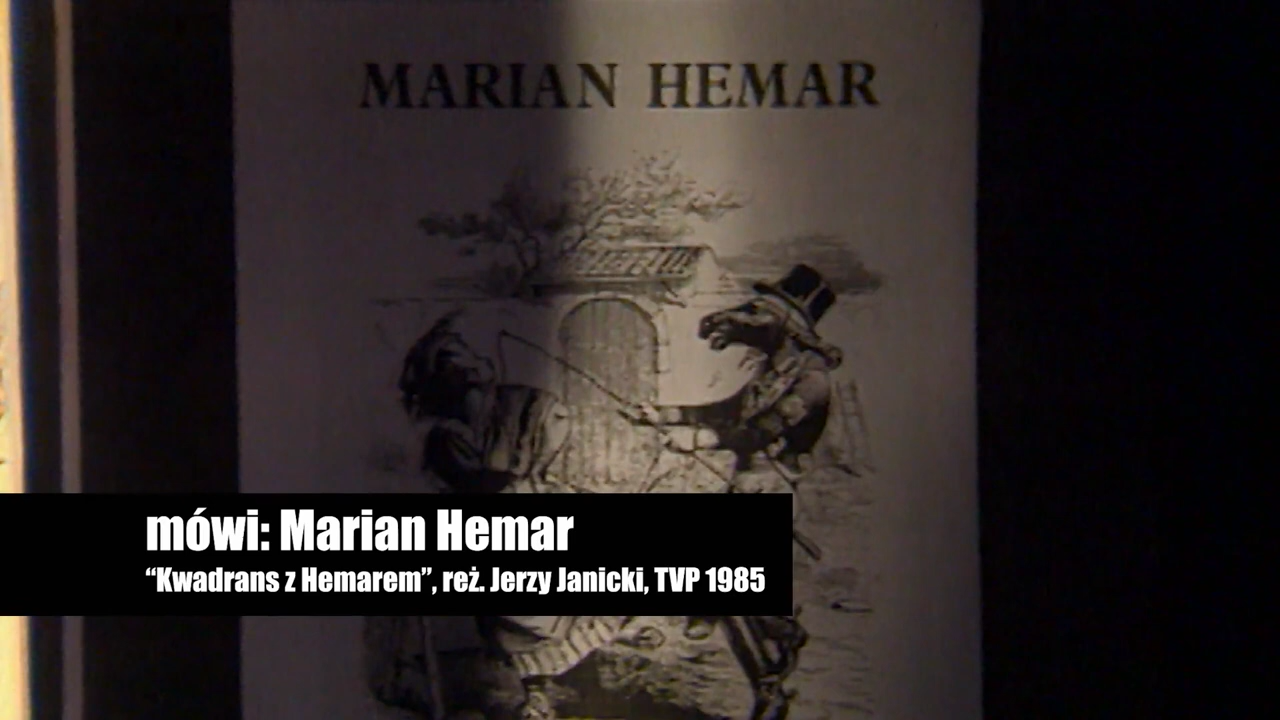 MARIAN HEMAR
mówi: Marian Hemar
“Kwadrans z Hemarem”, reż. Jerzy Janicki, TVP 1985